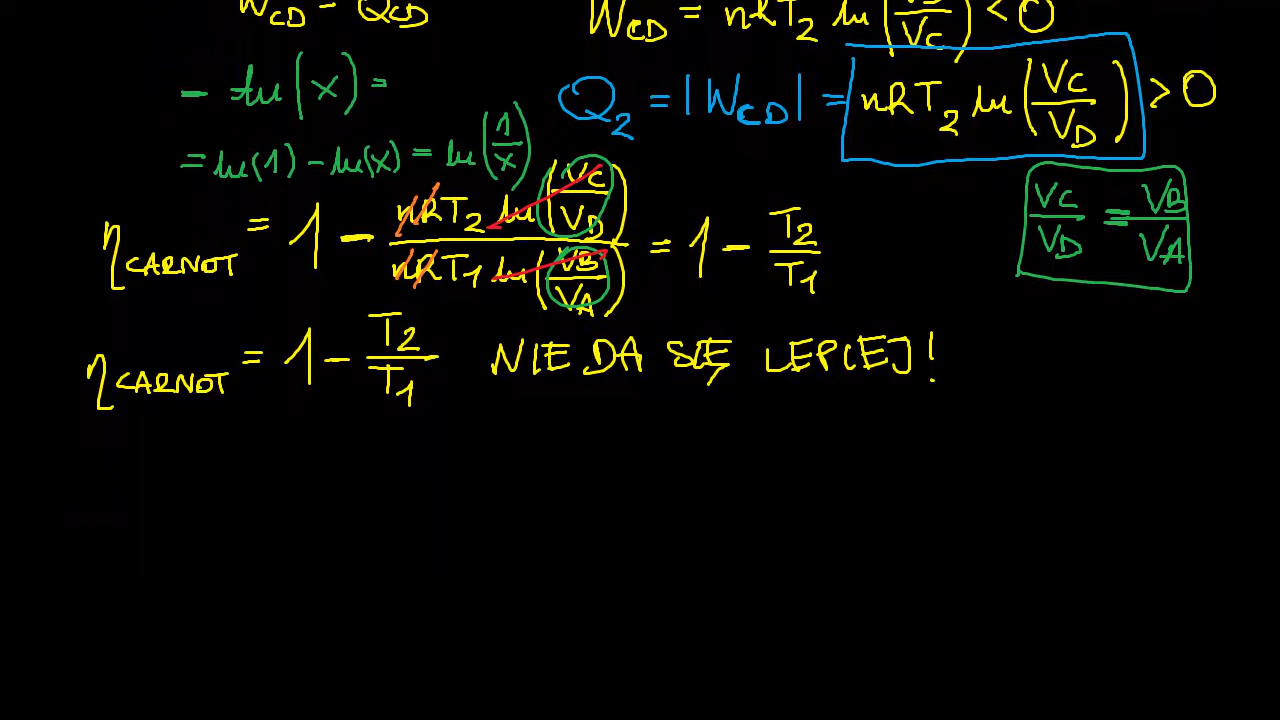 W_CD = Q_CD
W_CD = nRT_2 ln(V_D/V_C) < 0
- ln(x) =
Q_2 = |W_CD| = nRT_2 ln(V_C/V_D) > 0
= ln(1) - ln(x) = ln(1/x)
V_C/V_D = V_B/V_A
η_CARNOT = 1 - nRT_2 ln(V_C/V_D) / nRT_1 ln(V_B/V_A) = 1 - T_2/T_1
η_CARNOT = 1 - T_2/T_1 NIE DA SIĘ LEPIEJ!